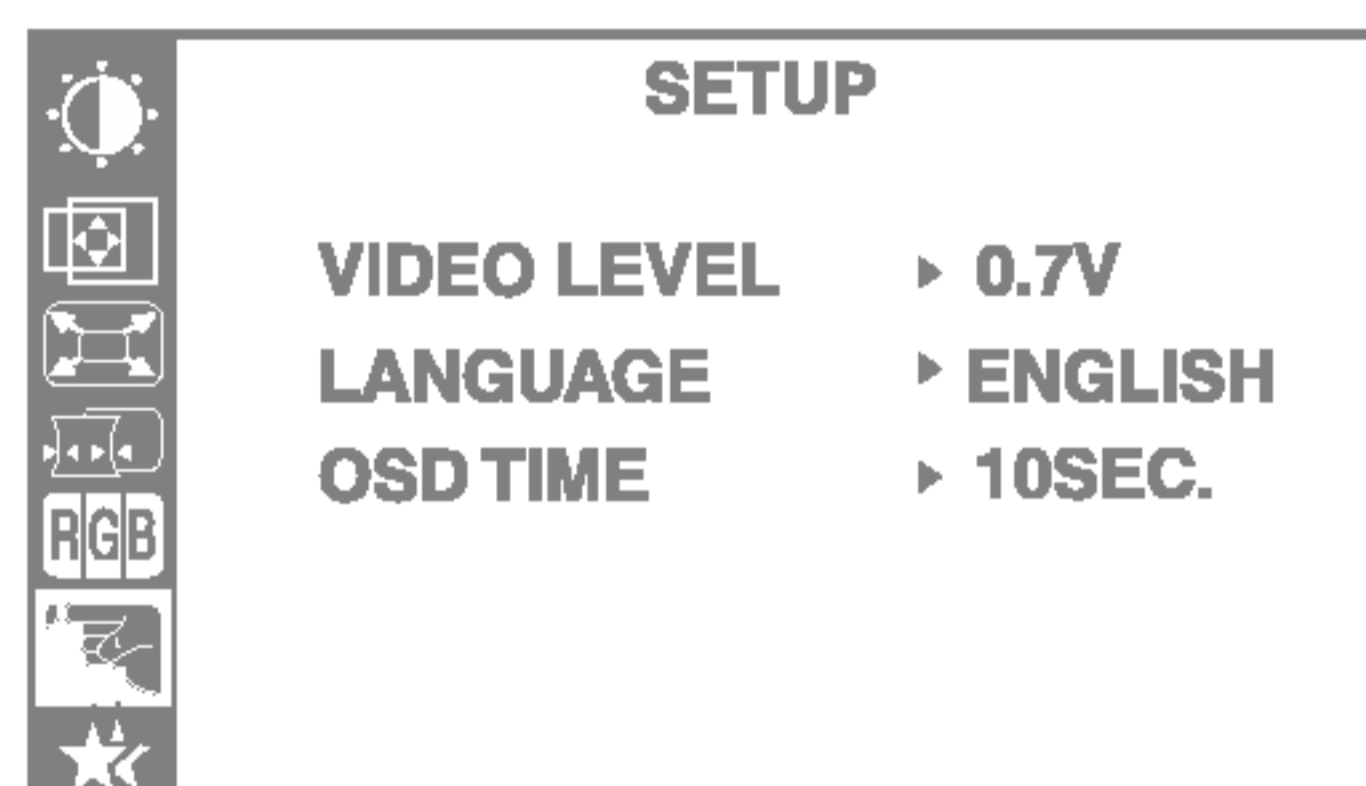 SETUP
VIDEO LEVEL ▸ 0.7V
LANGUAGE ▸ ENGLISH
OSD TIME ▸ 10SEC.
RGB